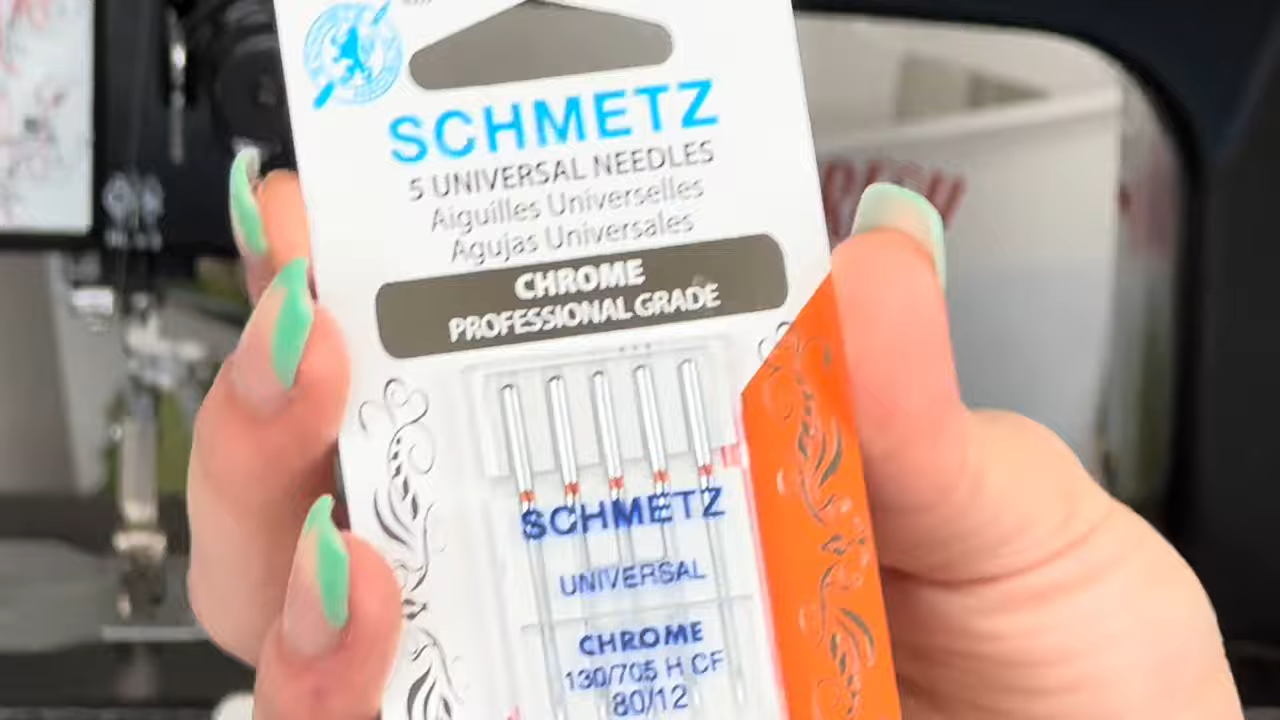 SCHMETZ
5 UNIVERSAL NEEDLES
Aiguilles Universelles
Agujas Universales
CHROME
PROFESSIONAL GRADE
SCHMETZ
UNIVERSAL
CHROME
130/705 H CF
80/12